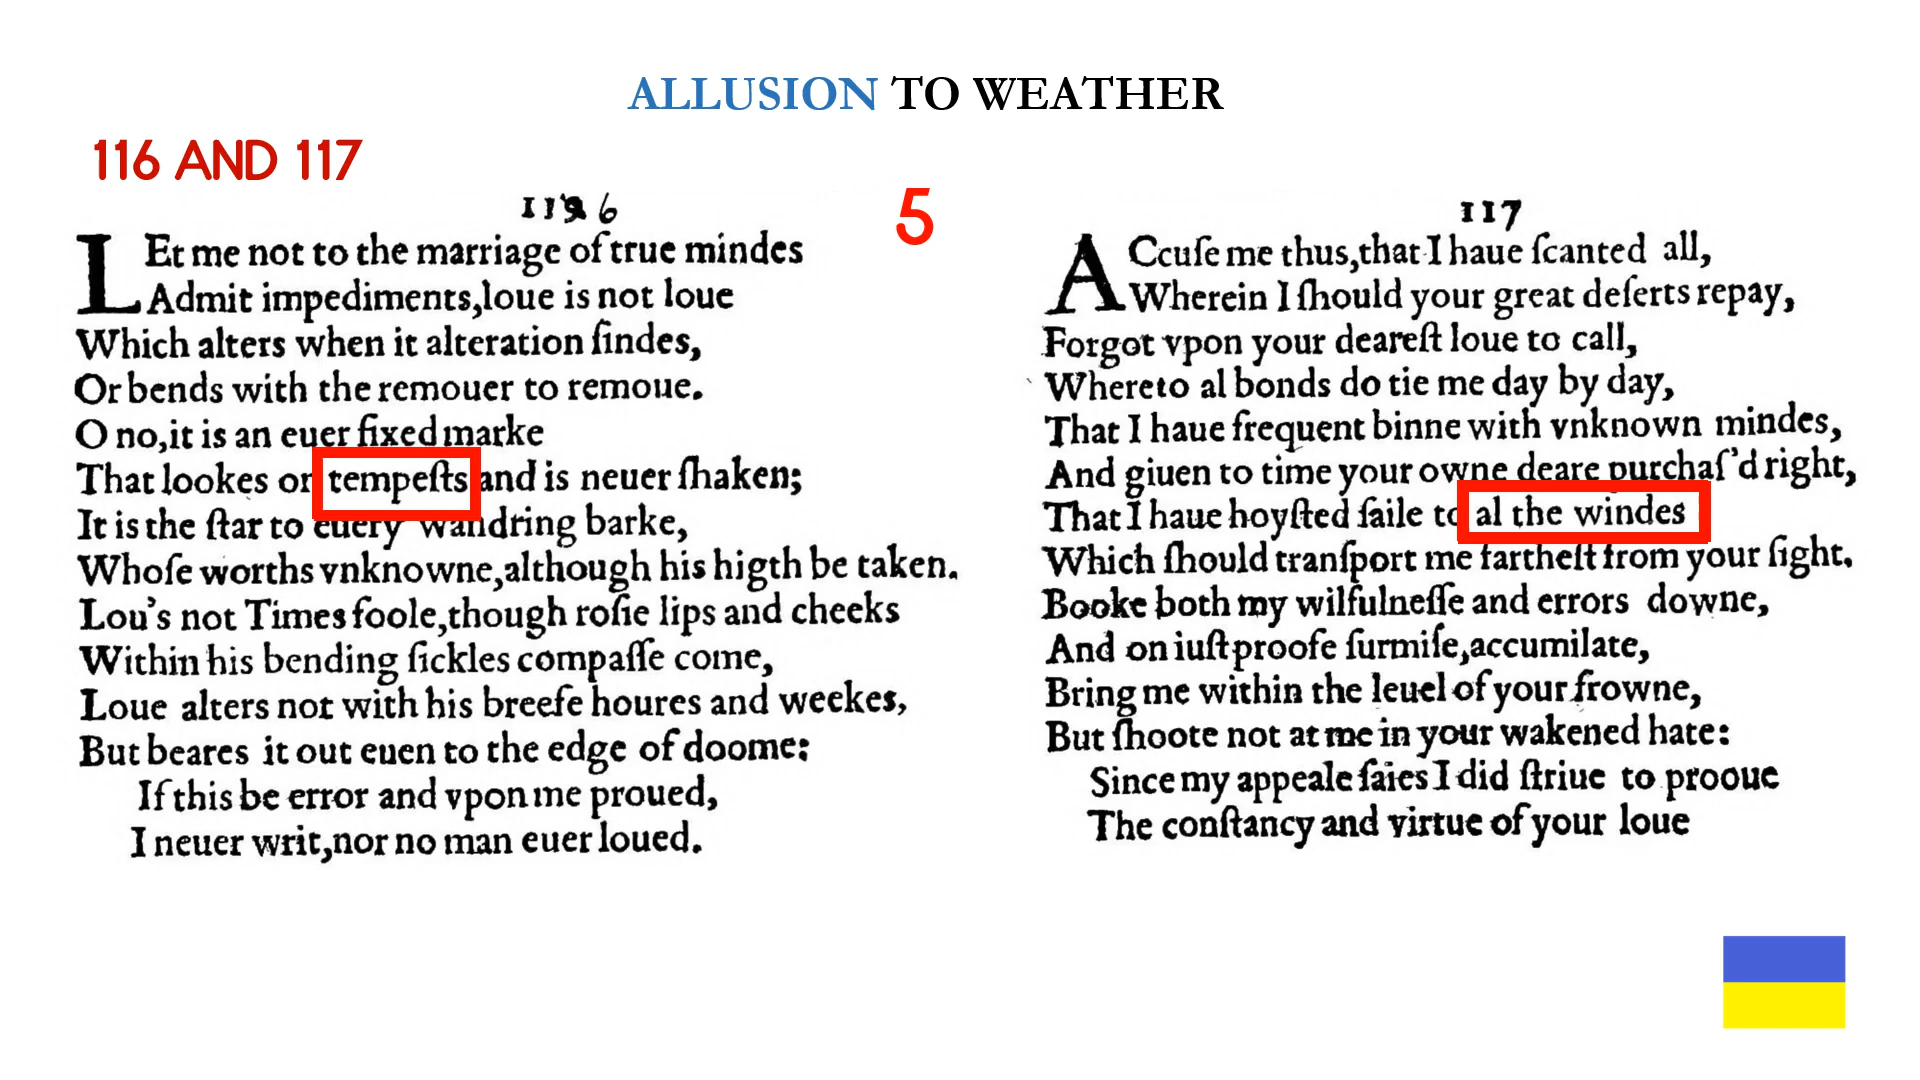 ALLUSION TO WEATHER
116 AND 117
5
1196
LEt me not to the marriage of true mindes
Admit impediments,loue is not loue
Which alters when it alteration findes,
Or bends with the remouer to remoue.
O no,it is an euer fixed marke
That lookes on tempeſts and is neuer ſhaken;
It is the ſtar to euery wandring barke,
Whoſe worths vnknowne,although his higth be taken.
Lou's not Times foole,though roſie lips and cheeks
Within his bending ſickles compaſſe come,
Loue alters not with his breefe houres and weekes,
But beares it out euen to the edge of doome:
If this be error and vpon me proued,
I neuer writ,nor no man euer loued.
117
ACcuſe me thus,that I haue ſcanted all,
Wherein I ſhould your great deſerts repay,
Forgot vpon your deareſt loue to call,
Whereto al bonds do tie me day by day,
That I haue frequent binne with vnknown mindes,
And giuen to time your owne deare purchaſ'd right,
That I haue hoyſted ſaile to al the windes
Which ſhould tranſport me fartheſt from your ſight.
Booke both my wilfulneſſe and errors downe,
And on iuſt proofe ſurmiſe,accumilate,
Bring me within the leuel of your frowne,
But ſhoote not at me in your wakened hate:
Since my appeale ſaies I did ſtriue to prooue
The conſtancy and virtue of your loue